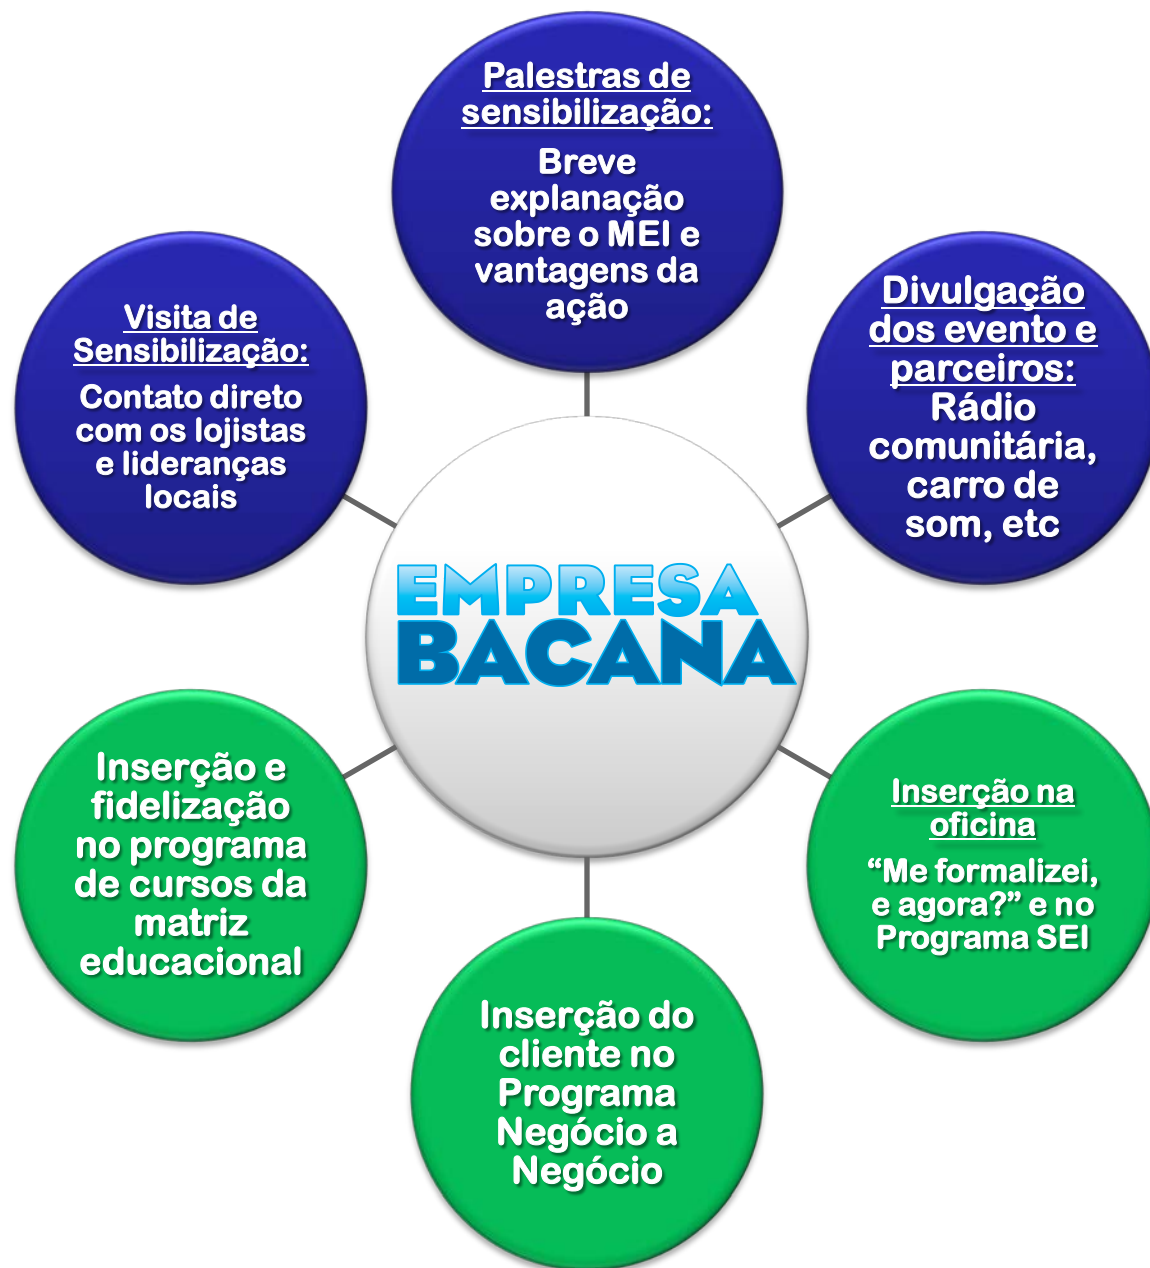 Palestras de
sensibilização:
Breve
explanação
sobre o MEI e
vantagens da
ação
Divulgação
dos evento e
parceiros:
Rádio
comunitária,
carro de
som, etc
Inserção na
oficina
“Me formalizei,
e agora?” e no
Programa SEI
Inserção do
cliente no
Programa
Negócio a
Negócio
Inserção e
fidelização
no programa
de cursos da
matriz
educacional
Visita de
Sensibilização:
Contato direto
com os lojistas
e lideranças
locais
EMPRESA
BACANA